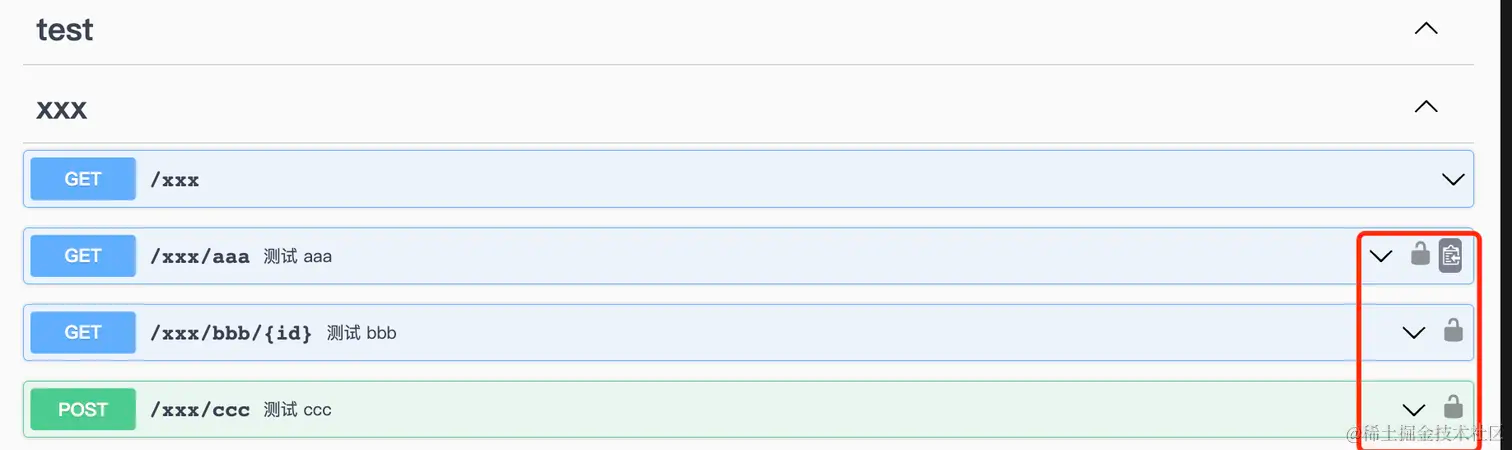 test
xxx
GET /xxx
GET /xxx/aaa 测试 aaa
GET /xxx/bbb/{id} 测试 bbb
POST /xxx/ccc 测试 ccc
@稀土掘金技术社区